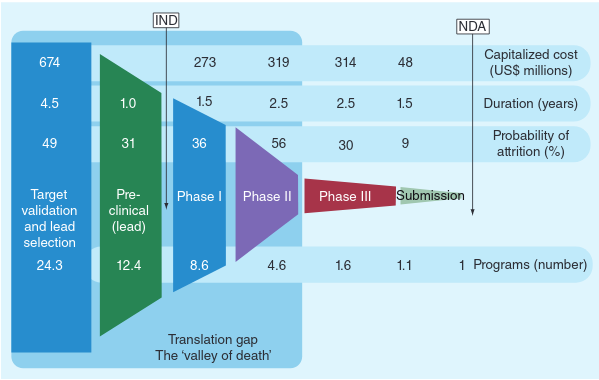 IND
NDA
674 273 319 314 48 Capitalized cost
(US$ millions)
4.5 1.0 1.5 2.5 2.5 1.5 Duration (years)
49 31 36 56 30 9 Probability of
attrition (%)
Target
validation
and lead
selection
Pre-
clinical
(lead)
Phase I
Phase II
Phase III
Submission
24.3 12.4 8.6 4.6 1.6 1.1 1 Programs (number)
Translation gap
The ‘valley of death’